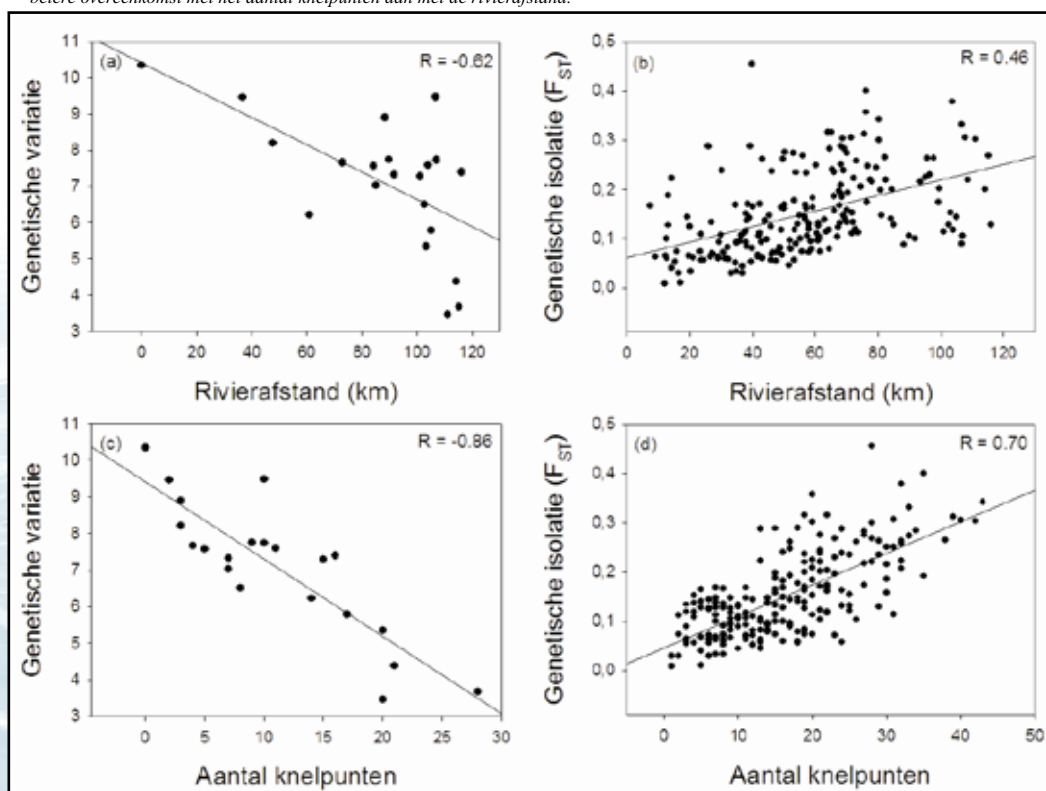 betere overeenkomst met het aantal knelpunten dan met de rivierafstand.
(a) R = -0.62
Genetische variatie
11
10
9
8
7
6
5
4
3
0 20 40 60 80 100 120
Rivierafstand (km)
(b) R = 0.46
Genetische isolatie (F_ST)
0,5
0,4
0,3
0,2
0,1
0,0
0 20 40 60 80 100 120
Rivierafstand (km)
(c) R = -0.86
Genetische variatie
11
10
9
8
7
6
5
4
3
0 5 10 15 20 25 30
Aantal knelpunten
(d) R = 0.70
Genetische isolatie (F_ST)
0,5
0,4
0,3
0,2
0,1
0,0
0 10 20 30 40 50
Aantal knelpunten